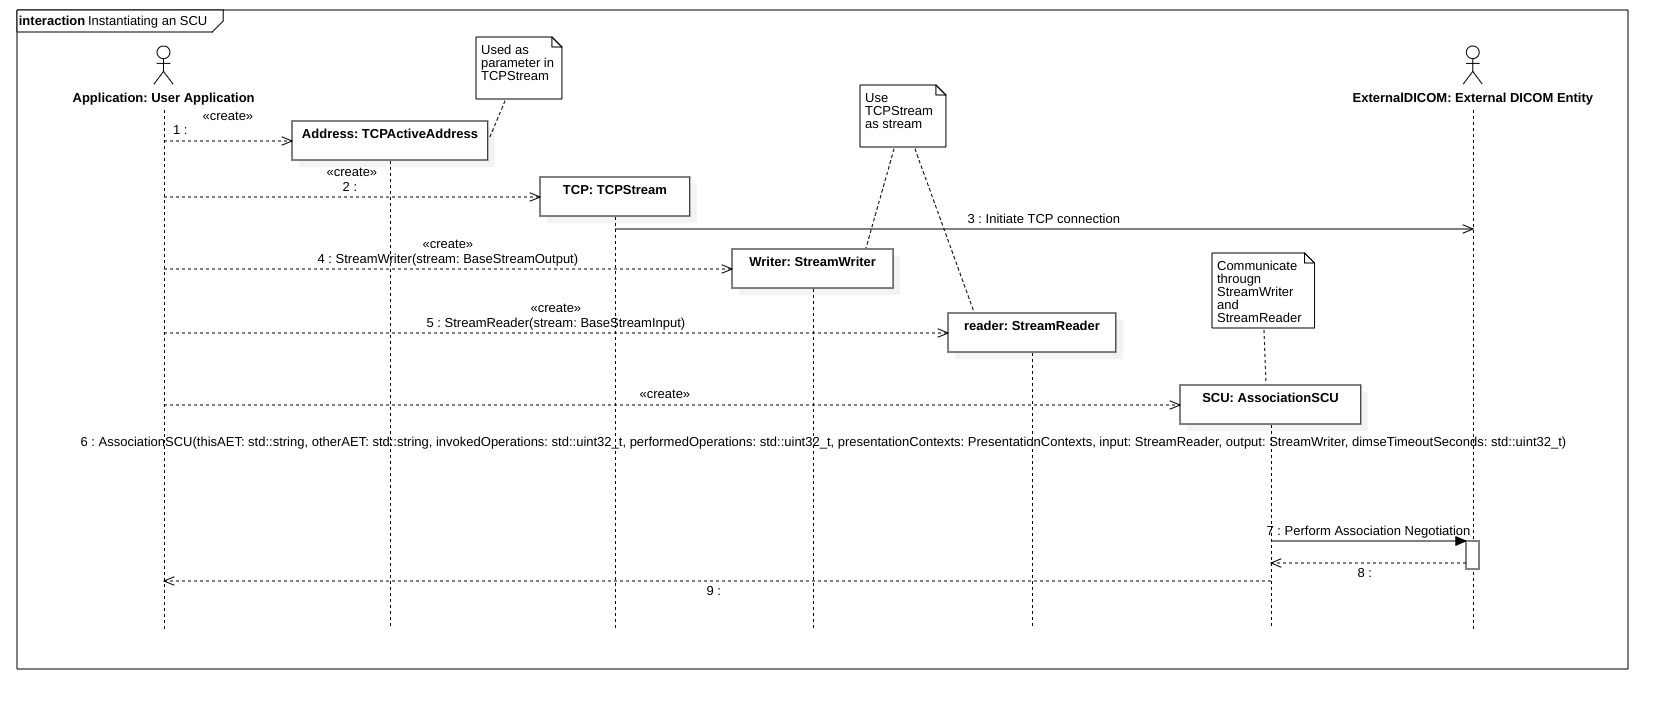 interaction Instantiating an SCU
Used as
parameter in
TCPStream
Application: User Application
ExternalDICOM: External DICOM Entity
Use
TCPStream
as stream
«create»
1 :
Address: TCPActiveAddress
«create»
2 :
TCP: TCPStream
3 : Initiate TCP connection
«create»
4 : StreamWriter(stream: BaseStreamOutput)
Writer: StreamWriter
Communicate
througn
StreamWriter
and
StreamReader
«create»
5 : StreamReader(stream: BaseStreamInput)
reader: StreamReader
«create»
SCU: AssociationSCU
6 : AssociationSCU(thisAET: std::string, otherAET: std::string, invokedOperations: std::uint32_t, performedOperations: std::uint32_t, presentationContexts: PresentationContexts, input: StreamReader, output: StreamWriter, dimseTimeoutSeconds: std::uint32_t)
7 : Perform Association Negotiation
8 :
9 :